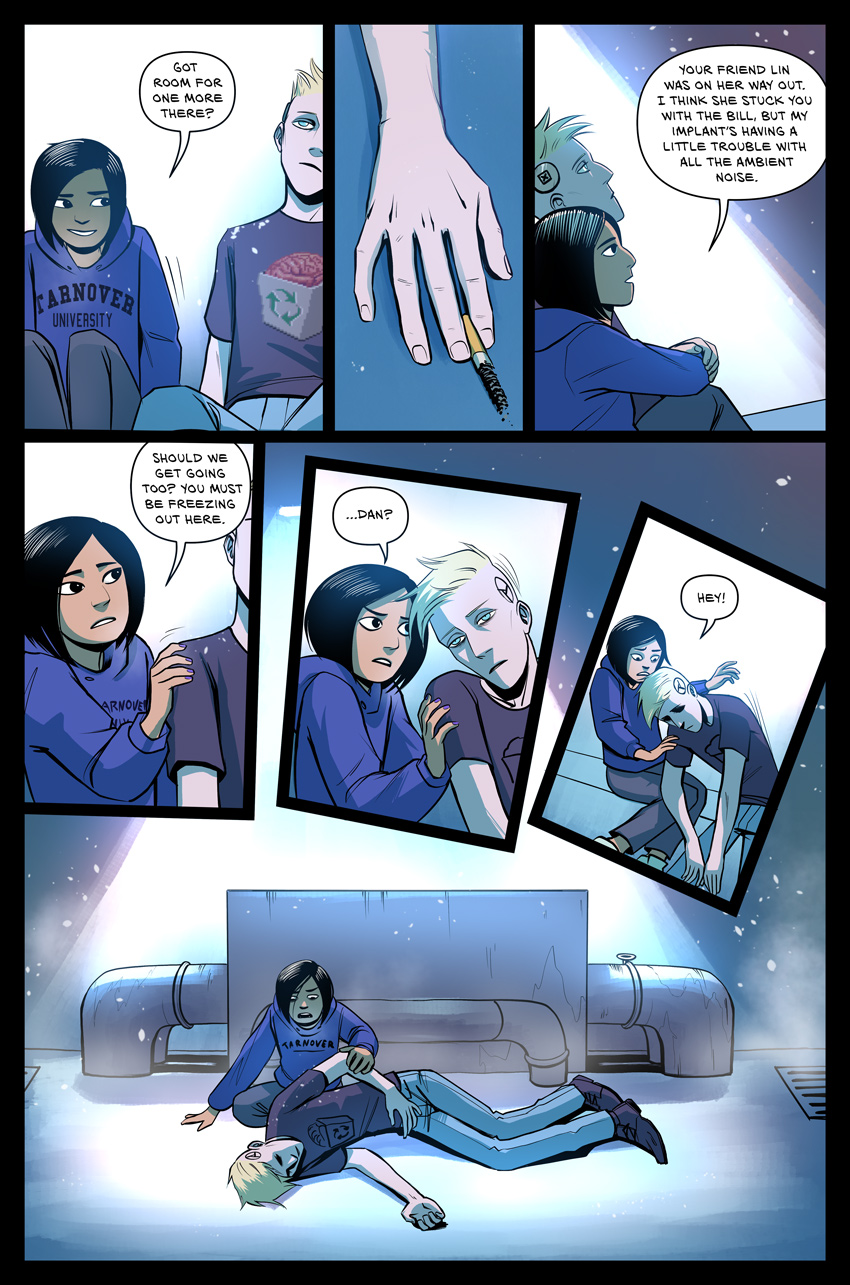 GOT
ROOM FOR
ONE MORE
THERE?
TARNOVER
UNIVERSITY
YOUR FRIEND LIN
WAS ON HER WAY OUT.
I THINK SHE STUCK YOU
WITH THE BILL, BUT MY
IMPLANT'S HAVING A
LITTLE TROUBLE WITH
ALL THE AMBIENT
NOISE.
SHOULD WE
GET GOING
TOO? YOU MUST
BE FREEZING
OUT HERE.
ARNOVER
...DAN?
HEY!
TARNOVER